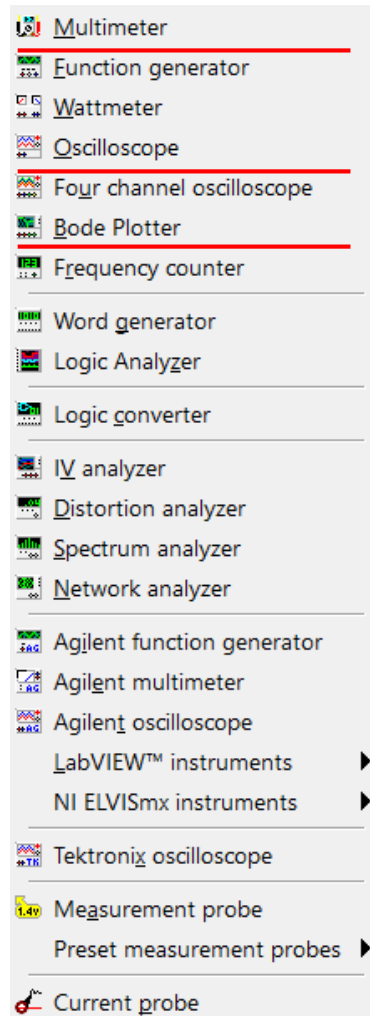 Multimeter
Function generator
Wattmeter
Oscilloscope
Four channel oscilloscope
Bode Plotter
Frequency counter
Word generator
Logic Analyzer
Logic converter
IV analyzer
Distortion analyzer
Spectrum analyzer
Network analyzer
Agilent function generator
Agilent multimeter
Agilent oscilloscope
LabVIEW™ instruments
NI ELVISmx instruments
Tektronix oscilloscope
Measurement probe
Preset measurement probes
Current probe